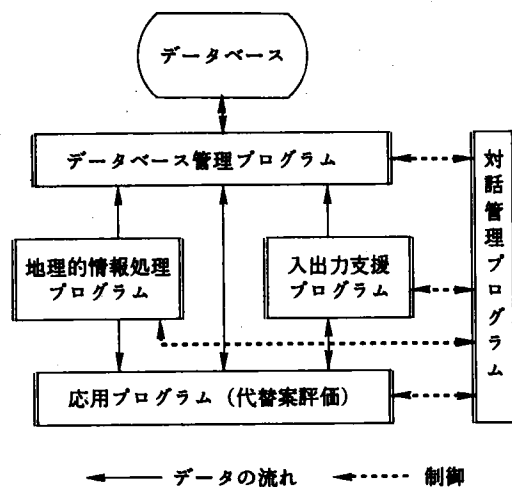 データベース
データベース管理プログラム
対話管理プログラム
地理的情報処理
プログラム
入出力支援
プログラム
応用プログラム（代替案評価）
データの流れ
制御